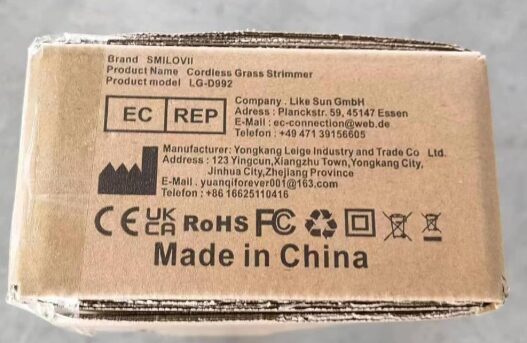 Brand SMILOVII
Product Name Cordless Grass Strimmer
Product model LG-D992
EC REP
Company . Like Sun GmbH
Adress : Planckstr. 59, 45147 Essen
E-Mail : ec-connection@web.de
Telefon : +49 471 39156605
Manufacturer: Yongkang Leige Industry and Trade Co Ltd.
Address : 123 Yingcun,Xiangzhu Town,Yongkang City,
Jinhua City,Zhejiang Province
E-Mail . yuanqiforever001@163.com
Telefon : +86 16625110416
CE UK CA RoHS FC
Made in China